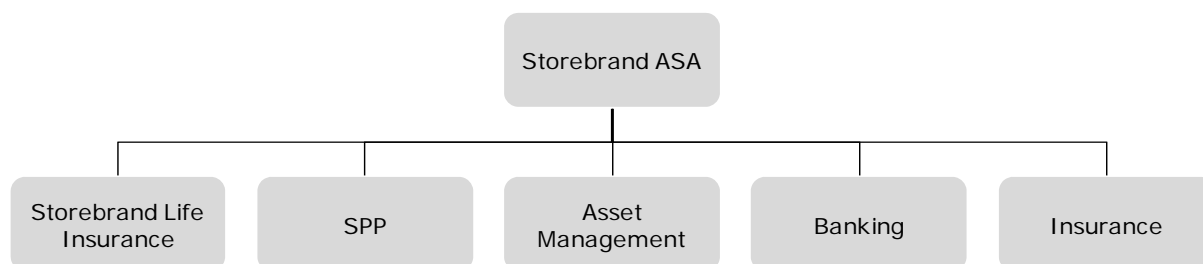 Storebrand ASA
Storebrand Life
Insurance
SPP
Asset
Management
Banking
Insurance